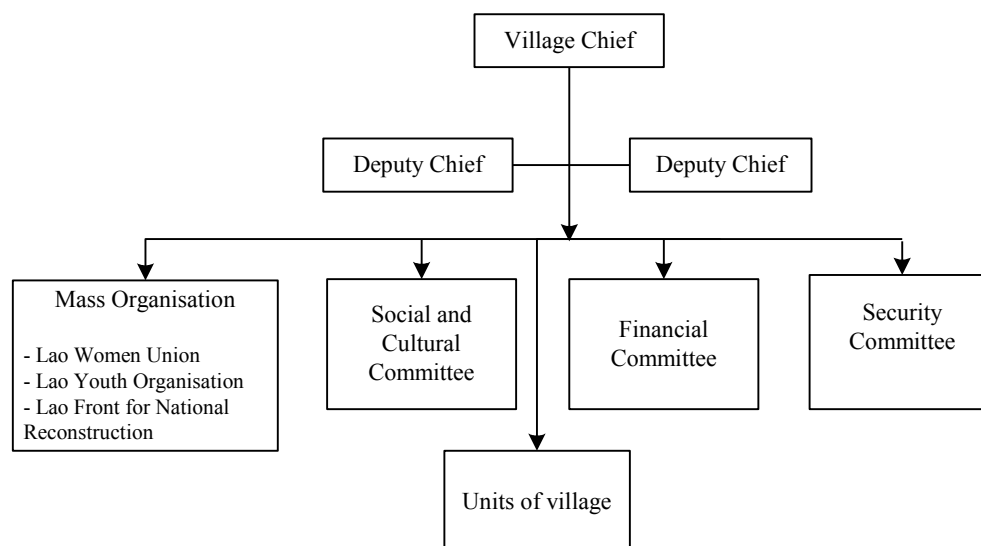 Village Chief
Deputy Chief
Deputy Chief
Mass Organisation
- Lao Women Union
- Lao Youth Organisation
- Lao Front for National
Reconstruction
Social and
Cultural
Committee
Financial
Committee
Security
Committee
Units of village